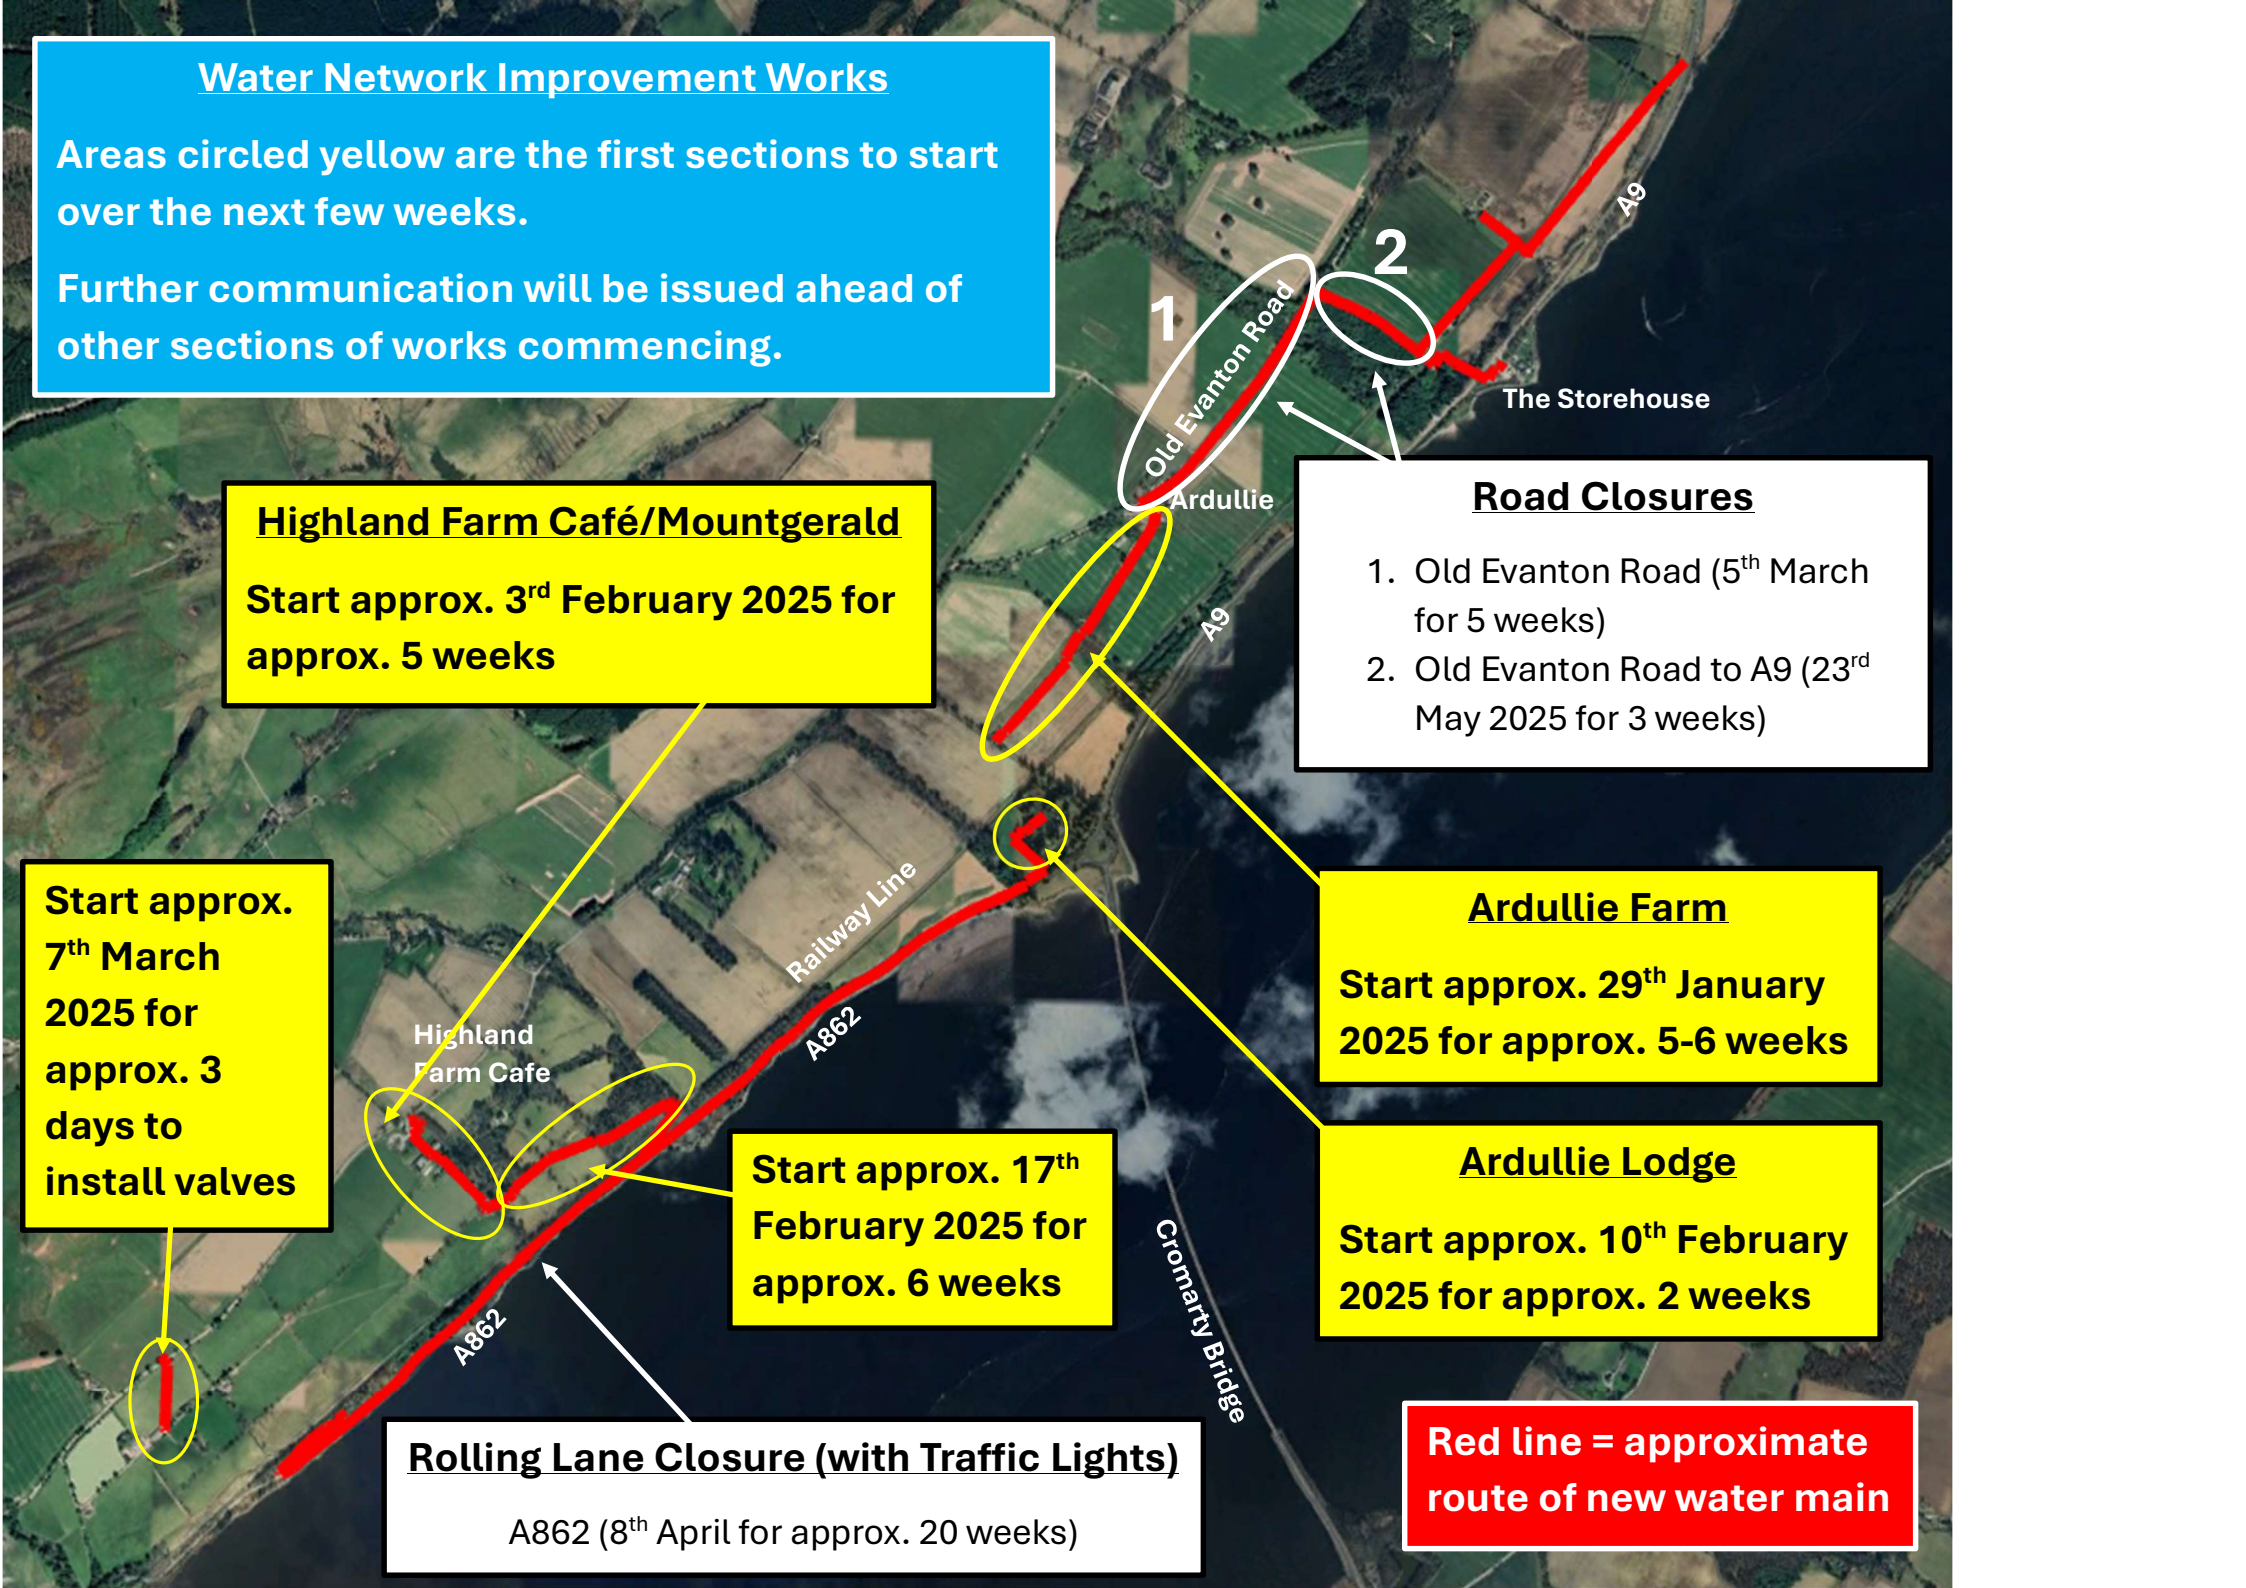 Water Network Improvement Works
Areas circled yellow are the first sections to start
over the next few weeks.
Further communication will be issued ahead of
other sections of works commencing.
A9
2
1
Old Evanton Road
The Storehouse
Ardullie
Road Closures
1. Old Evanton Road (5th March
for 5 weeks)
2. Old Evanton Road to A9 (23rd
May 2025 for 3 weeks)
Highland Farm Café/Mountgerald
Start approx. 3rd February 2025 for
approx. 5 weeks
A9
Start approx.
7th March
2025 for
approx. 3
days to
install valves
Railway Line
A862
Highland
Farm Cafe
Ardullie Farm
Start approx. 29th January
2025 for approx. 5-6 weeks
Start approx. 17th
February 2025 for
approx. 6 weeks
Ardullie Lodge
Start approx. 10th February
2025 for approx. 2 weeks
Cromarty Bridge
A862
Rolling Lane Closure (with Traffic Lights)
A862 (8th April for approx. 20 weeks)
Red line = approximate
route of new water main